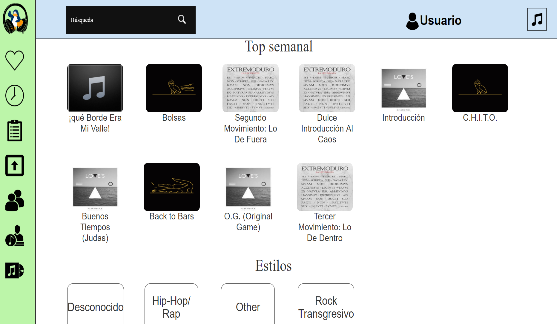 Búsqueda
Usuario
Top semanal
¡qué Borde Era
Mi Valla!
Bolsas
EXTREMODURO
Segundo
Movimiento: Lo
De Fuera
EXTREMODURO
Dulce
Introducción Al
Caos
Introducción
C.H.I.T.O.
Buenos
Tiempos
(Judas)
Back to Bars
O.G. (Original
Game)
EXTREMODURO
Tercer
Movimiento: Lo
De Dentro
Estilos
Desconocido
Hip-Hop/
Rap
Other
Rock
Transgresivo